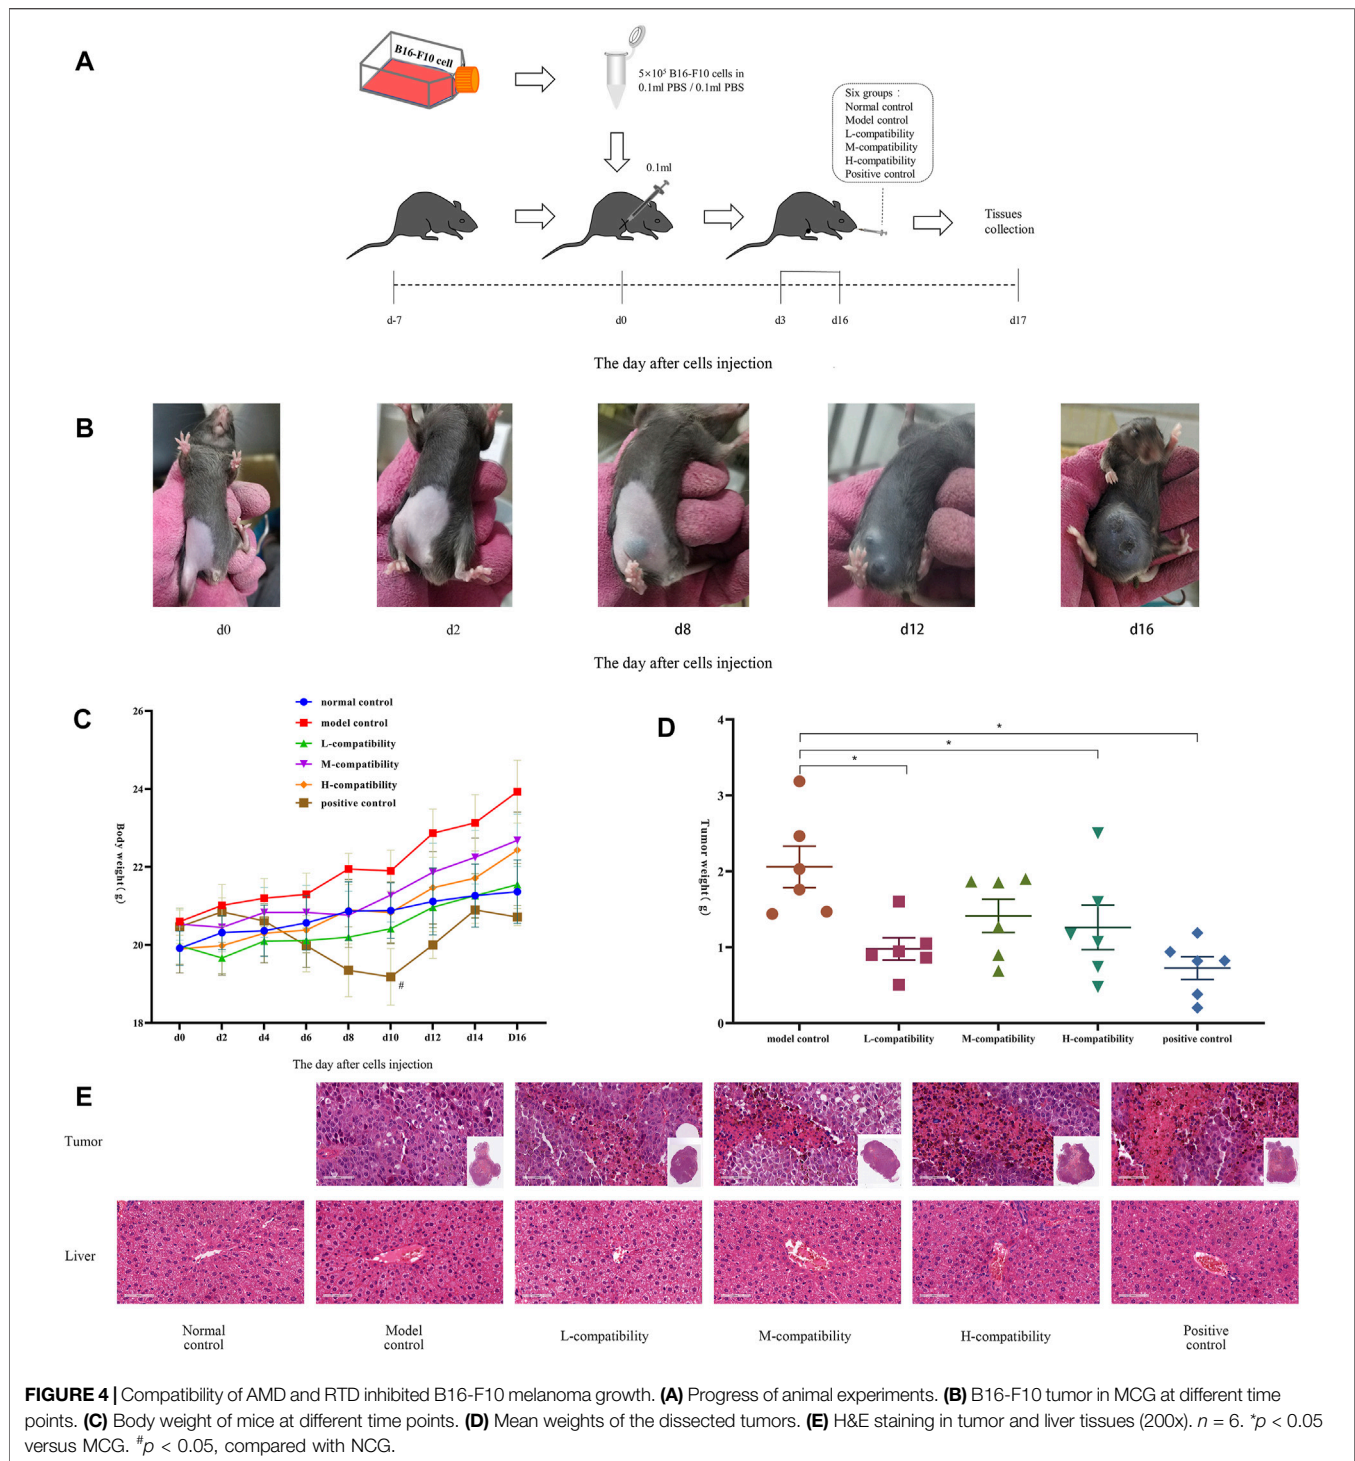 A
B16-F10 cell
5×10⁵ B16-F10 cells in
0.1ml PBS / 0.1ml PBS
Six groups :
Normal control
Model control
L-compatibility
M-compatibility
H-compatibility
Positive control
0.1ml
Tissues
collection
d-7
d0
d3
d16
d17
The day after cells injection
B
d0
d2
d8
d12
d16
The day after cells injection
C
normal control
model control
L-compatibility
M-compatibility
H-compatibility
positive control
Body weight( g)
26
24
22
20
18
#
d0
d2
d4
d6
d8
d10
d12
d14
D16
The day after cells injection
D
Tumor weight( g)
4
3
2
1
0
*
*
*
model control
L-compatibility
M-compatibility
H-compatibility
positive control
E
Tumor
Liver
Normal
control
Model
control
L-compatibility
M-compatibility
H-compatibility
Positive
control
FIGURE 4 | Compatibility of AMD and RTD inhibited B16-F10 melanoma growth. (A) Progress of animal experiments. (B) B16-F10 tumor in MCG at different time
points. (C) Body weight of mice at different time points. (D) Mean weights of the dissected tumors. (E) H&E staining in tumor and liver tissues (200x). n = 6. *p < 0.05
versus MCG. #p < 0.05, compared with NCG.